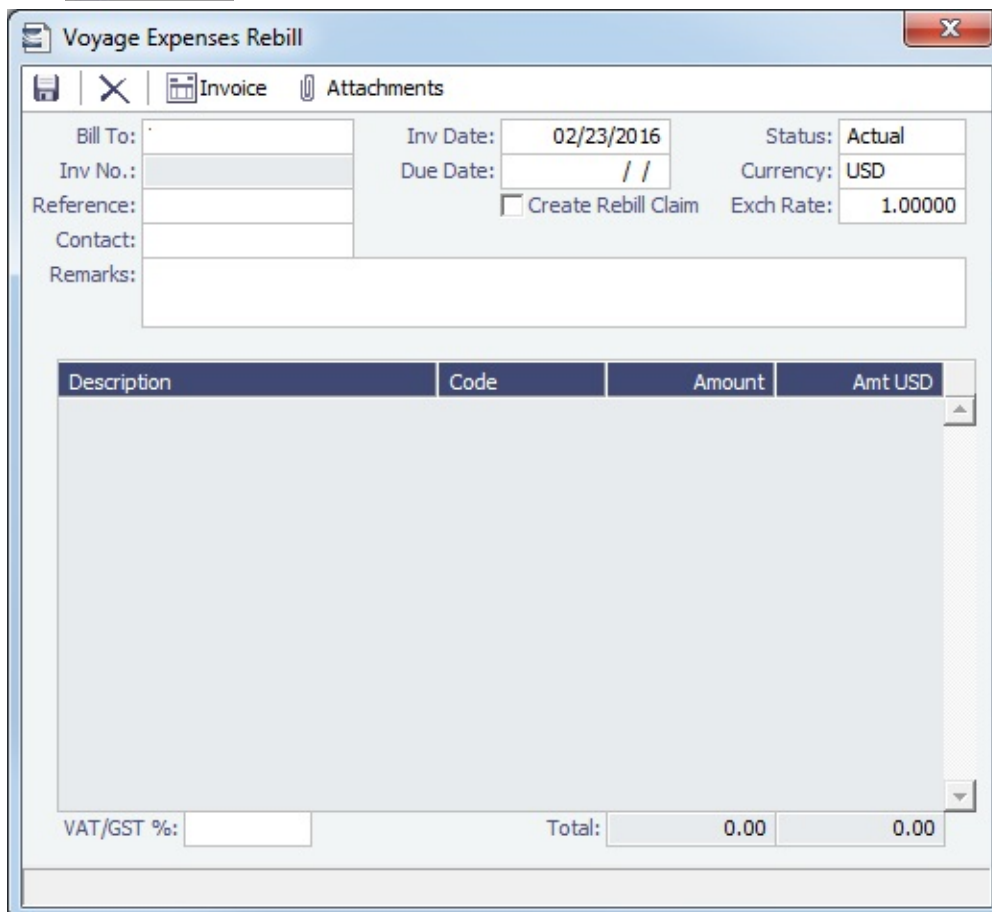 Voyage Expenses Rebill
Invoice Attachments
Bill To: Inv Date: 02/23/2016 Status: Actual
Inv No.: Due Date: / / Currency: USD
Reference: Create Rebill Claim Exch Rate: 1.00000
Contact:
Remarks:
Description Code Amount Amt USD
VAT/GST %: Total: 0.00 0.00